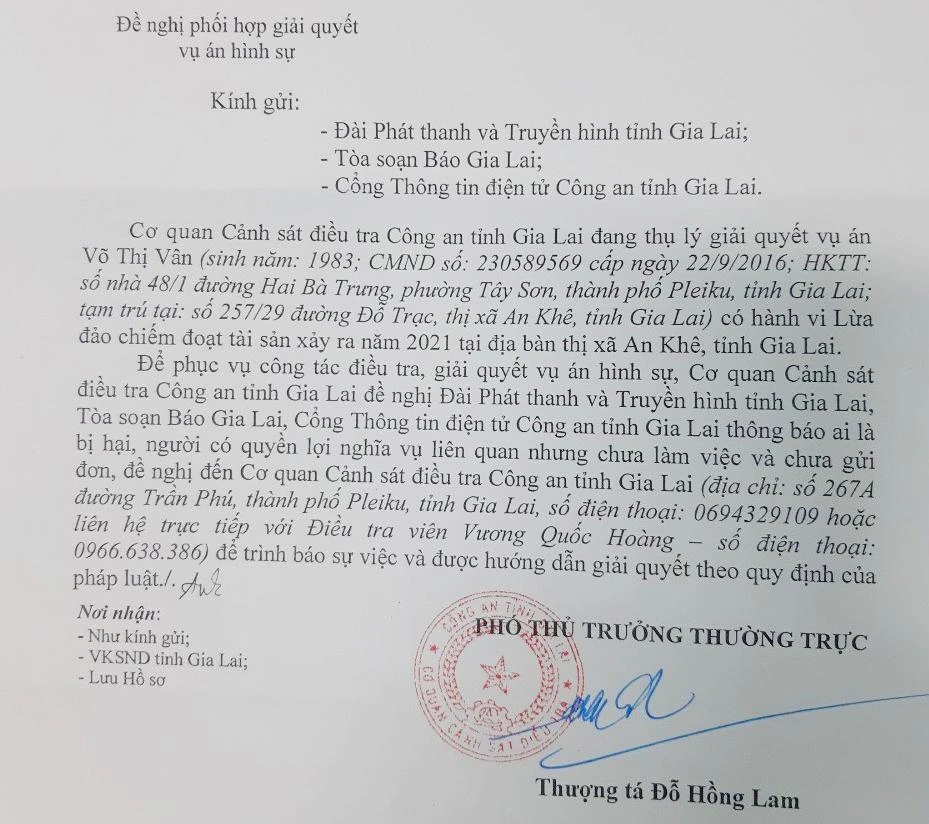 Đề nghị phối hợp giải quyết
vụ án hình sự
Kính gửi:
- Đài Phát thanh và Truyền hình tỉnh Gia Lai;
- Tòa soạn Báo Gia Lai;
- Cổng Thông tin điện tử Công an tỉnh Gia Lai.
Cơ quan Cảnh sát điều tra Công an tỉnh Gia Lai đang thụ lý giải quyết vụ án
Võ Thị Vân (sinh năm: 1983; CMND số: 230589569 cấp ngày 22/9/2016; HKTT:
số nhà 48/1 đường Hai Bà Trưng, phường Tây Sơn, thành phố Pleiku, tỉnh Gia Lai;
tạm trú tại: số 257/29 đường Đỗ Trạc, thị xã An Khê, tỉnh Gia Lai) có hành vi Lừa
đảo chiếm đoạt tài sản xảy ra năm 2021 tại địa bàn thị xã An Khê, tỉnh Gia Lai.
Để phục vụ công tác điều tra, giải quyết vụ án hình sự, Cơ quan Cảnh sát
điều tra Công an tỉnh Gia Lai đề nghị Đài Phát thanh và Truyền hình tỉnh Gia Lai,
Tòa soạn Báo Gia Lai, Cổng Thông tin điện tử Công an tỉnh Gia Lai thông báo ai là
bị hại, người có quyền lợi nghĩa vụ liên quan nhưng chưa làm việc và chưa gửi
đơn, đề nghị đến Cơ quan Cảnh sát điều tra Công an tỉnh Gia Lai (địa chỉ: số 267A
đường Trần Phú, thành phố Pleiku, tỉnh Gia Lai, số điện thoại: 0694329109 hoặc
liên hệ trực tiếp với Điều tra viên Vương Quốc Hoàng – số điện thoại:
0966.638.386) để trình báo sự việc và được hướng dẫn giải quyết theo quy định của
pháp luật./.
Nơi nhận:
- Như kính gửi;
- VKSND tỉnh Gia Lai;
- Lưu Hồ sơ
PHÓ THỦ TRƯỞNG THƯỜNG TRỰC
CÔNG AN TỈNH LAI
CƠ QUAN CẢNH SÁT ĐIỀU TRA
Thượng tá Đỗ Hồng Lam